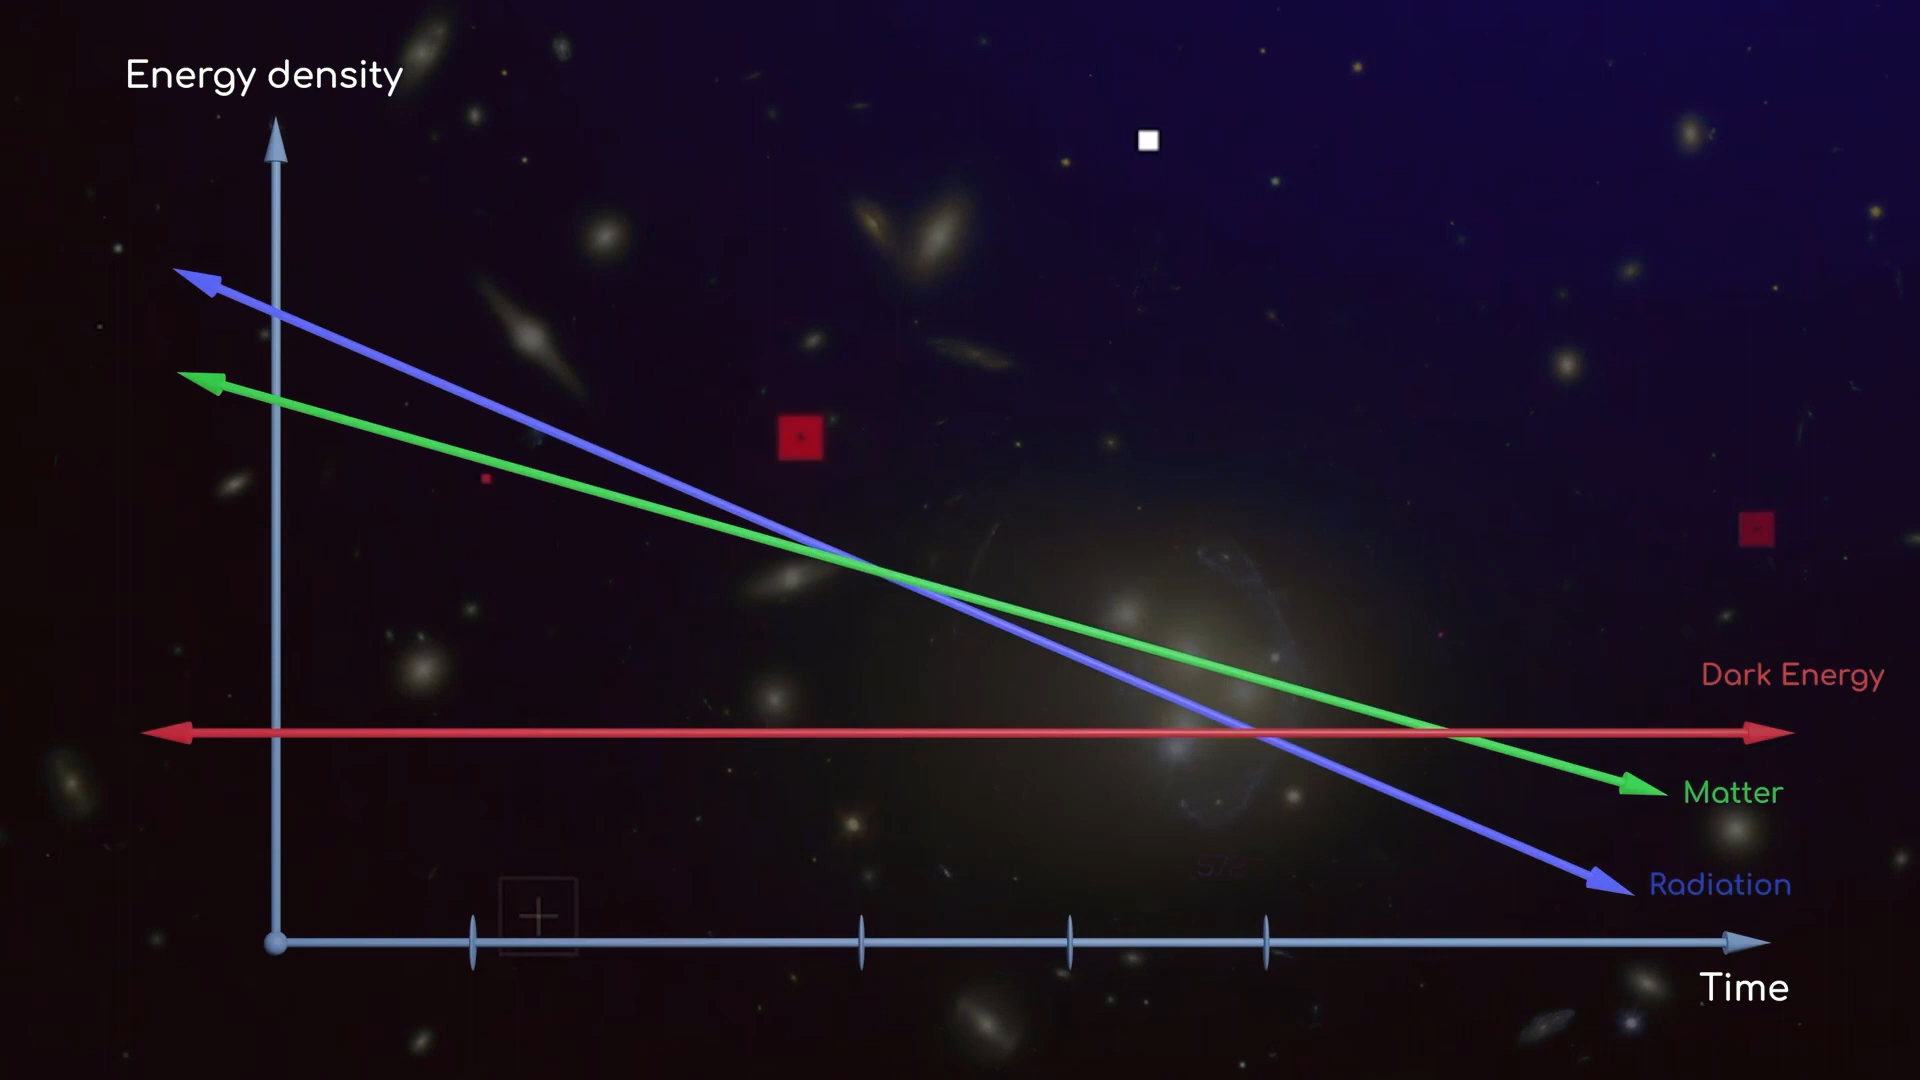 Energy density
Dark Energy
Matter
Radiation
Time